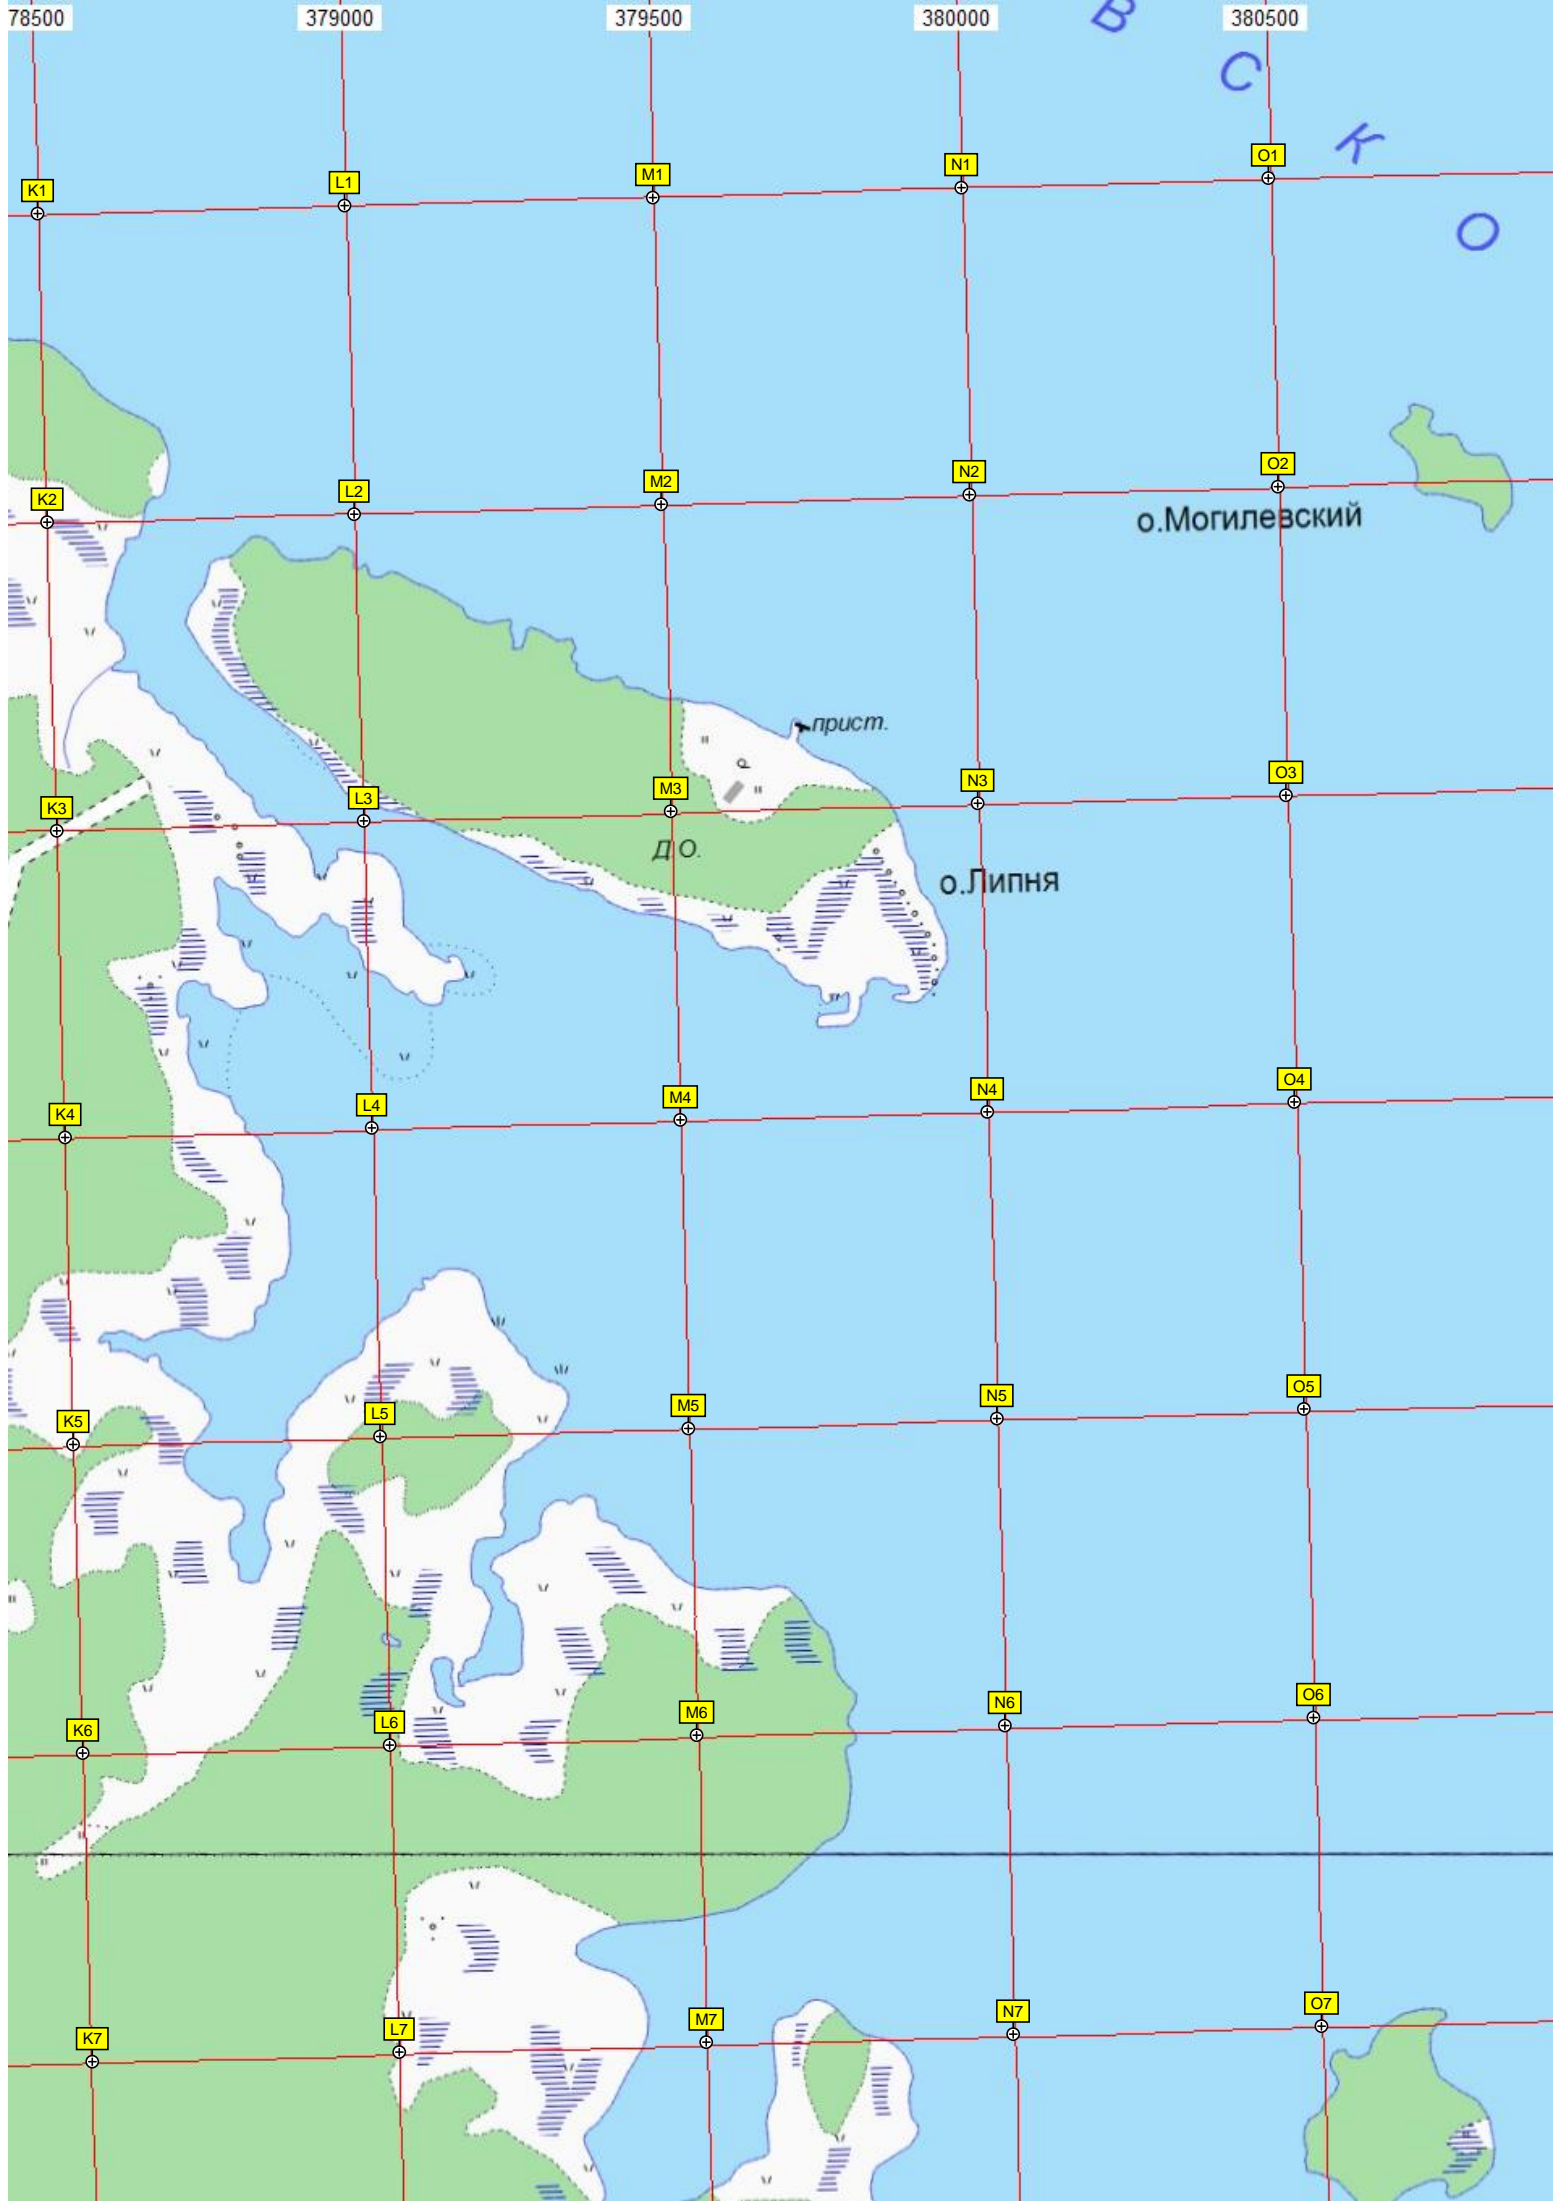 78500 379000 379500 380000 380500
В
С
К
О
K1 L1 M1 N1 O1
K2 L2 M2 N2 O2
о.Могилевский
прист.
K3 L3 M3 N3 O3
Д.О.
о.Липня
K4 L4 M4 N4 O4
K5 L5 M5 N5 O5
K6 L6 M6 N6 O6
K7 L7 M7 N7 O7